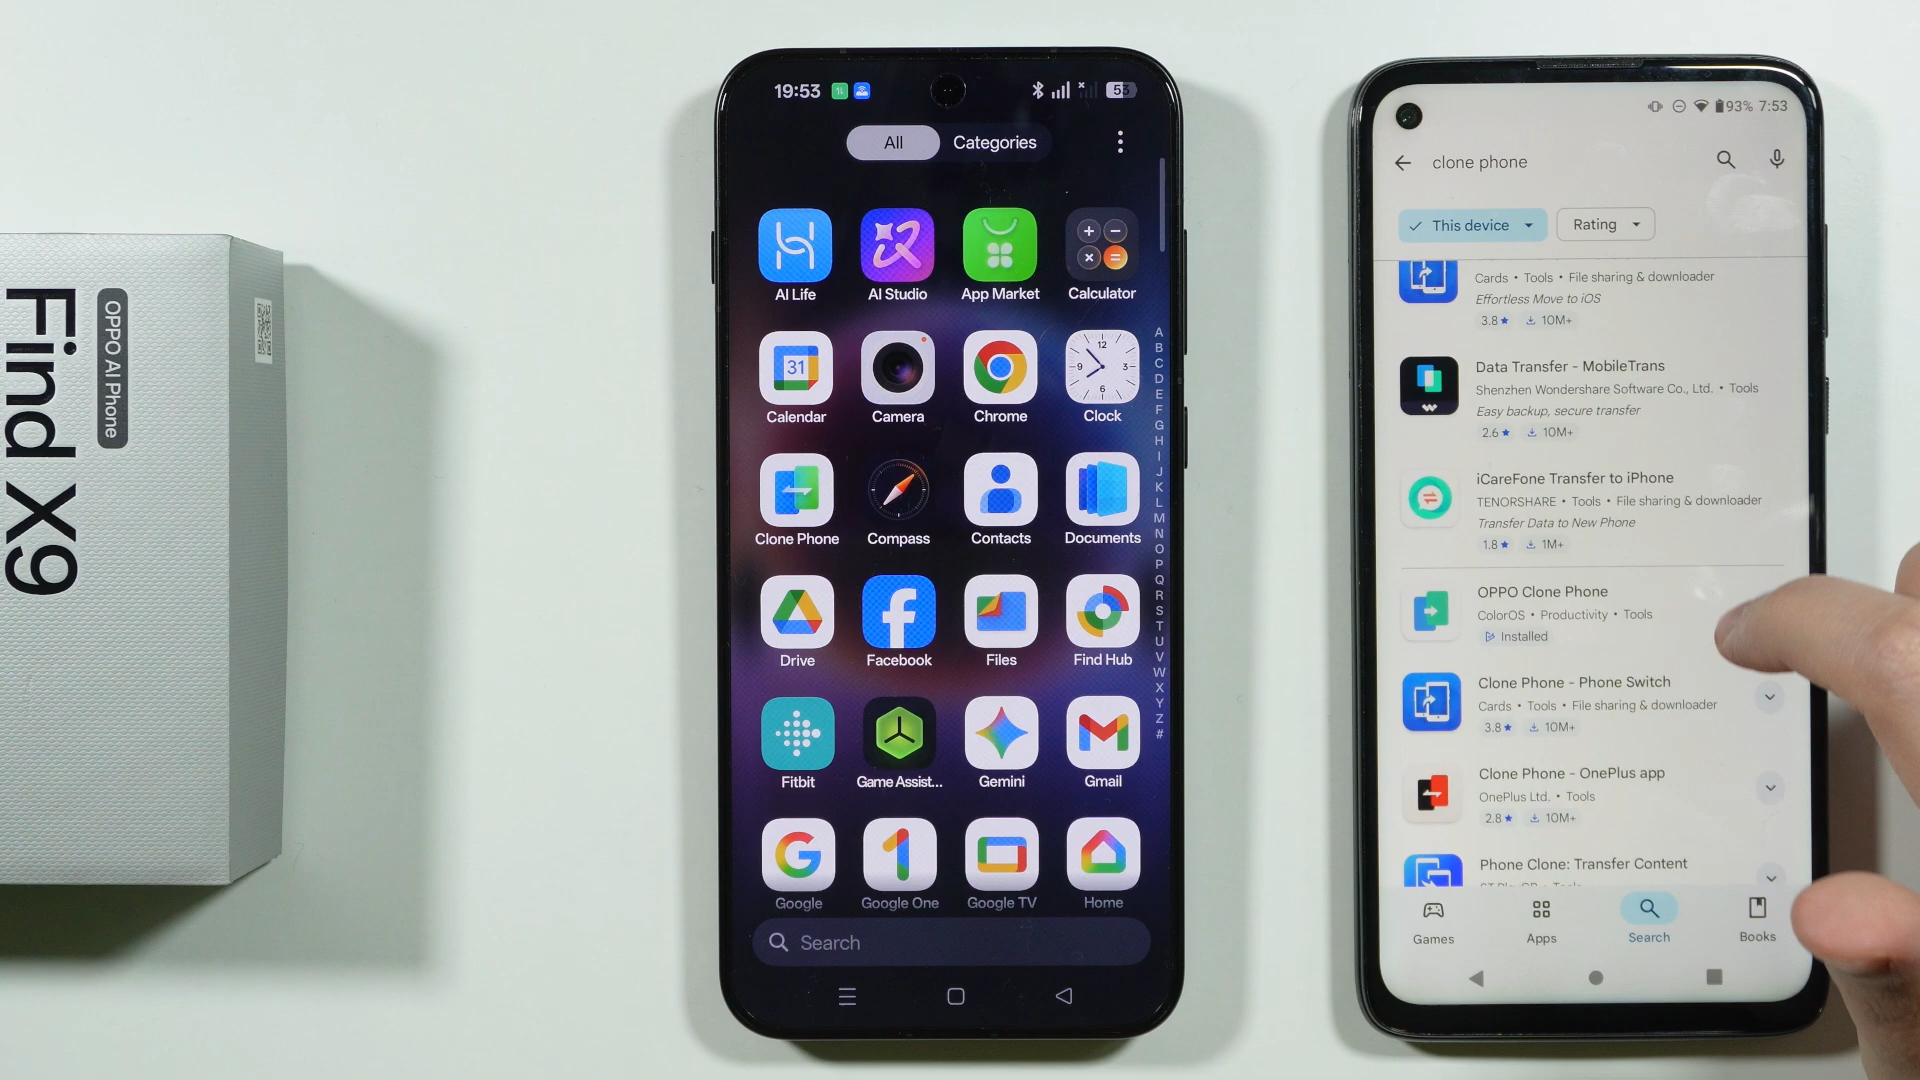 OPPO AI Phone
Find X9
19:53
53
All
Categories
AI Life
AI Studio
App Market
Calculator
31
12
3
6
9
Calendar
Camera
Chrome
Clock
Clone Phone
Compass
Contacts
Documents
Drive
Facebook
Files
Find Hub
Fitbit
Game Assist...
Gemini
Gmail
Google
Google One
Google TV
Home
A
B
C
D
E
F
G
H
I
J
K
L
M
N
O
P
Q
R
S
T
U
V
W
X
Y
Z
#
Search
93% 7:53
clone phone
This device
Rating
Cards • Tools • File sharing & downloader
Effortless Move to iOS
3.8★ 10M+
Data Transfer - MobileTrans
Shenzhen Wondershare Software Co., Ltd. • Tools
Easy backup, secure transfer
2.6★ 10M+
iCareFone Transfer to iPhone
TENORSHARE • Tools • File sharing & downloader
Transfer Data to New Phone
1.8★ 1M+
OPPO Clone Phone
ColorOS • Productivity • Tools
Installed
Clone Phone - Phone Switch
Cards • Tools • File sharing & downloader
3.8★ 10M+
Clone Phone - OnePlus app
OnePlus Ltd. • Tools
2.8★ 10M+
Phone Clone: Transfer Content
Games
Apps
Search
Books